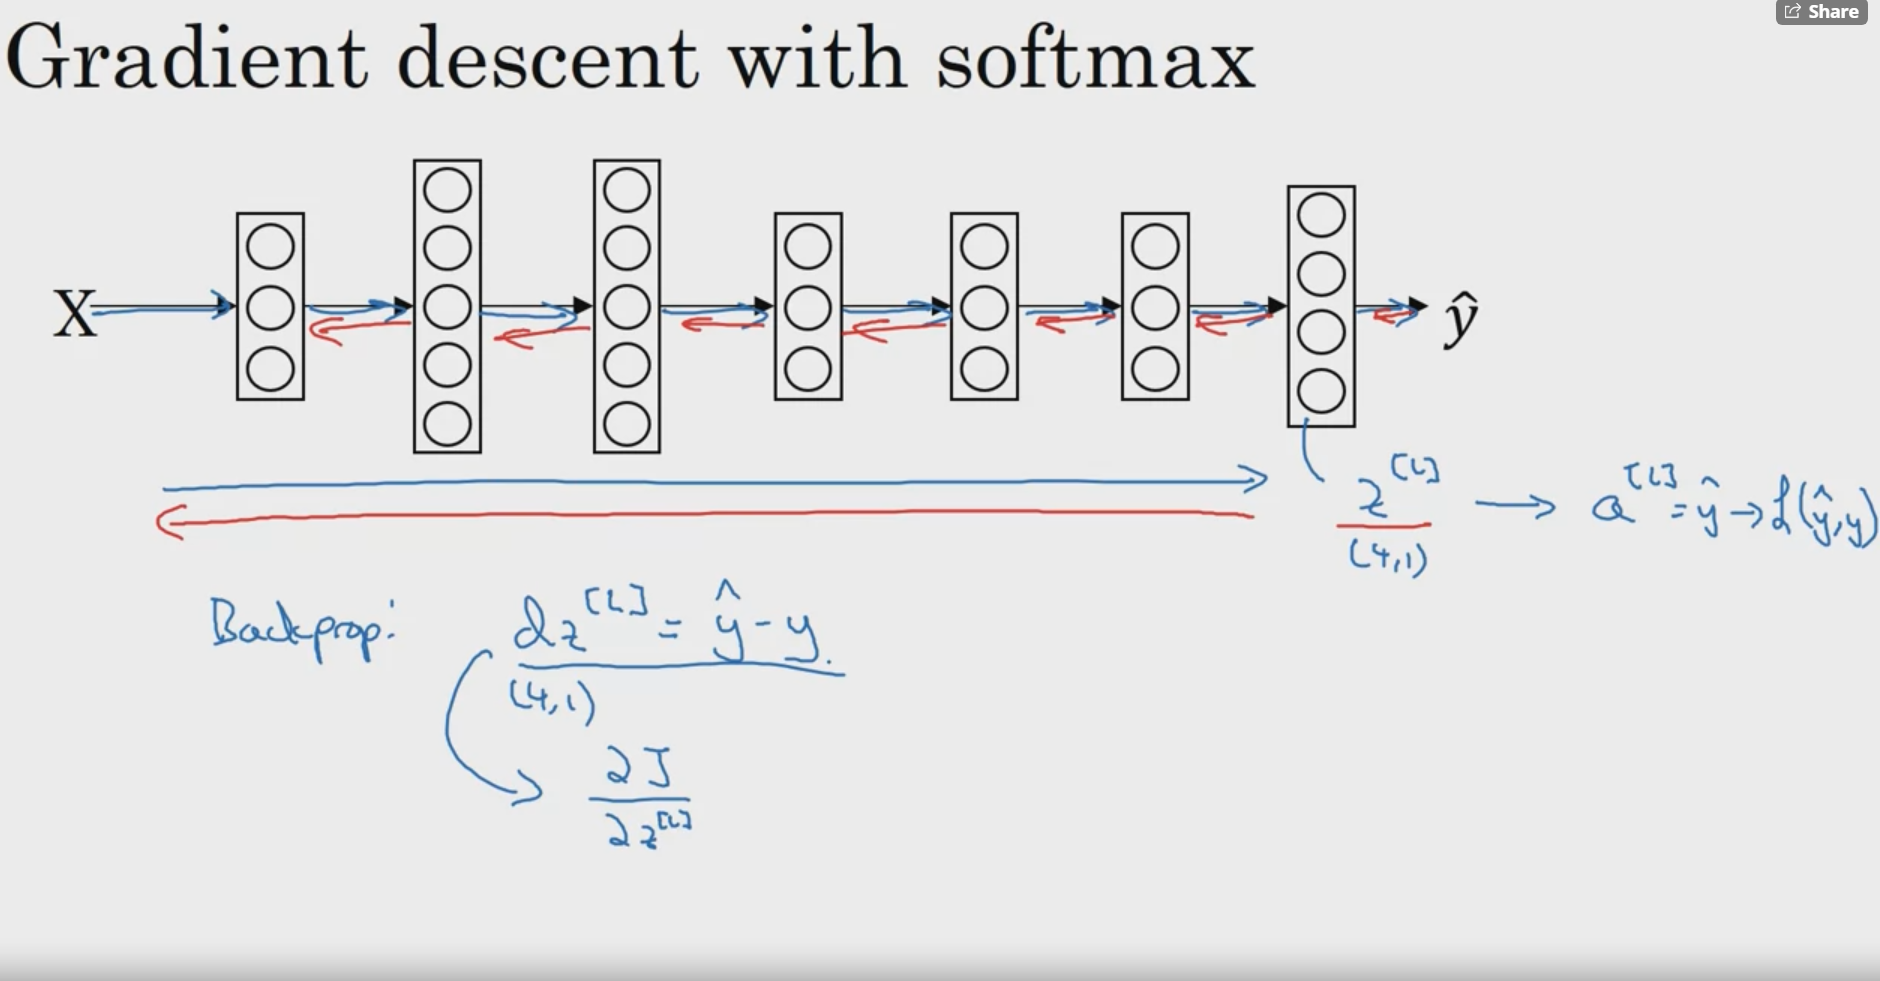 Share
Gradient descent with softmax
X
ŷ
z^[L] → a^[L] = ŷ → L(ŷ, y)
(4,1)
Backprop: dz^[L] = ŷ - y.
(4,1)
∂J
∂z^[L]